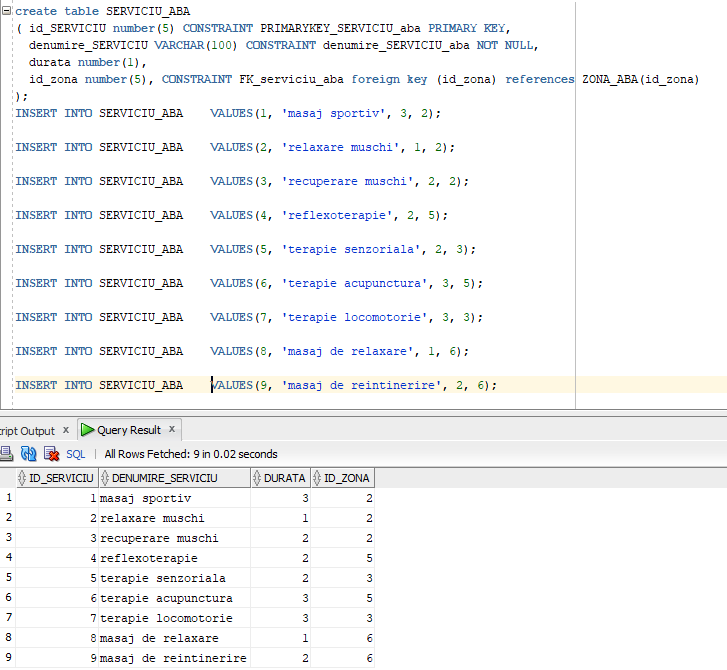 create table SERVICIU_ABA
( id_SERVICIU number(5) CONSTRAINT PRIMARYKEY_SERVICIU_aba PRIMARY KEY,
denumire_SERVICIU VARCHAR(100) CONSTRAINT denumire_SERVICIU_aba NOT NULL,
durata number(1),
id_zona number(5), CONSTRAINT FK_serviciu_aba foreign key (id_zona) references ZONA_ABA(id_zona)
);
INSERT INTO SERVICIU_ABA VALUES(1, 'masaj sportiv', 3, 2);
INSERT INTO SERVICIU_ABA VALUES(2, 'relaxare muschi', 1, 2);
INSERT INTO SERVICIU_ABA VALUES(3, 'recuperare muschi', 2, 2);
INSERT INTO SERVICIU_ABA VALUES(4, 'reflexoterapie', 2, 5);
INSERT INTO SERVICIU_ABA VALUES(5, 'terapie senzoriala', 2, 3);
INSERT INTO SERVICIU_ABA VALUES(6, 'terapie acupunctura', 3, 5);
INSERT INTO SERVICIU_ABA VALUES(7, 'terapie locomotorie', 3, 3);
INSERT INTO SERVICIU_ABA VALUES(8, 'masaj de relaxare', 1, 6);
INSERT INTO SERVICIU_ABA VALUES(9, 'masaj de reintinerire', 2, 6);
cript Output x Query Result x
SQL | All Rows Fetched: 9 in 0.02 seconds
ID_SERVICIU DENUMIRE_SERVICIU DURATA ID_ZONA
1 1 masaj sportiv 3 2
2 2 relaxare muschi 1 2
3 3 recuperare muschi 2 2
4 4 reflexoterapie 2 5
5 5 terapie senzoriala 2 3
6 6 terapie acupunctura 3 5
7 7 terapie locomotorie 3 3
8 8 masaj de relaxare 1 6
9 9 masaj de reintinerire 2 6